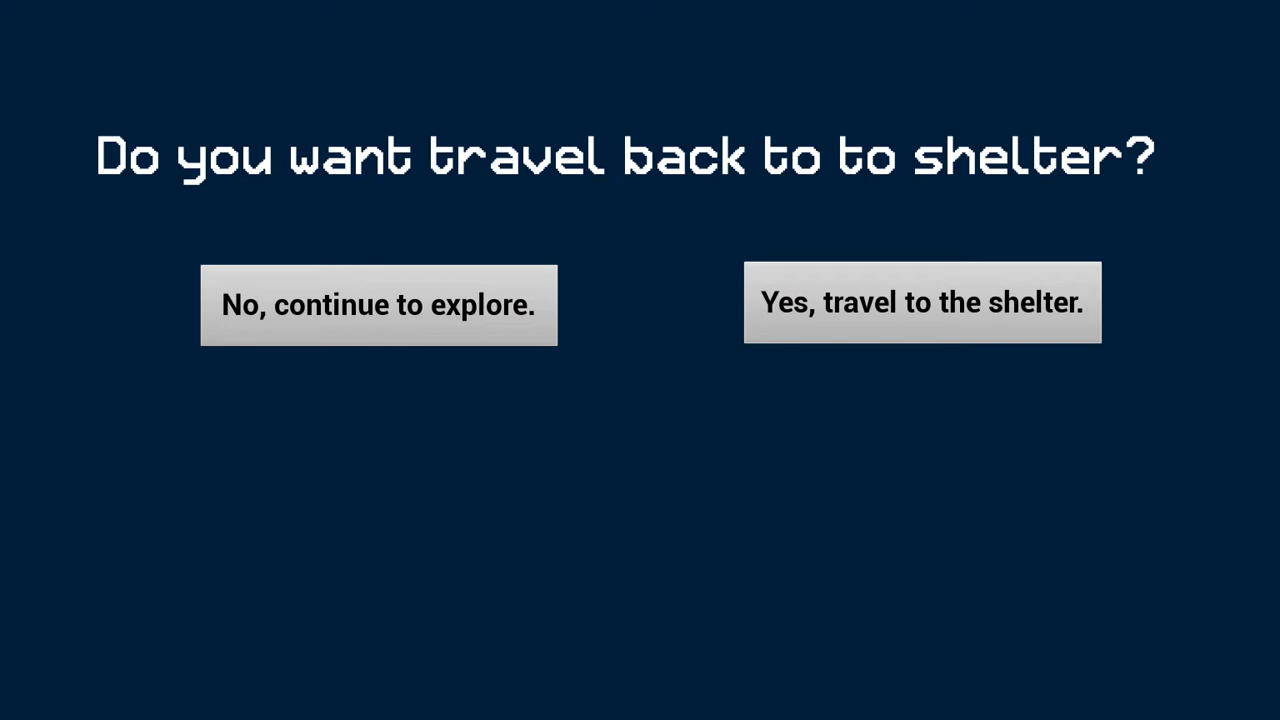 Do you want travel back to to shelter?
No, continue to explore.
Yes, travel to the shelter.